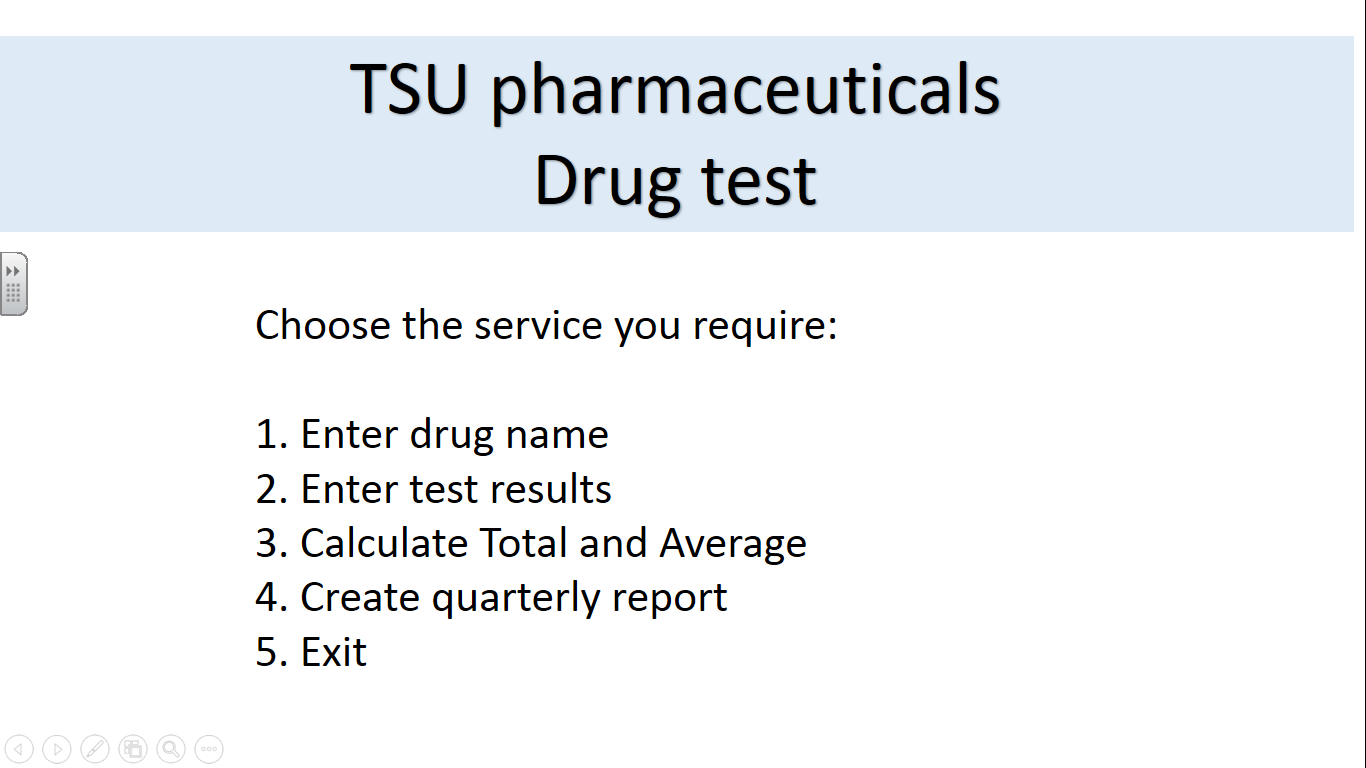 TSU pharmaceuticals
Drug test
Choose the service you require:
1. Enter drug name
2. Enter test results
3. Calculate Total and Average
4. Create quarterly report
5. Exit